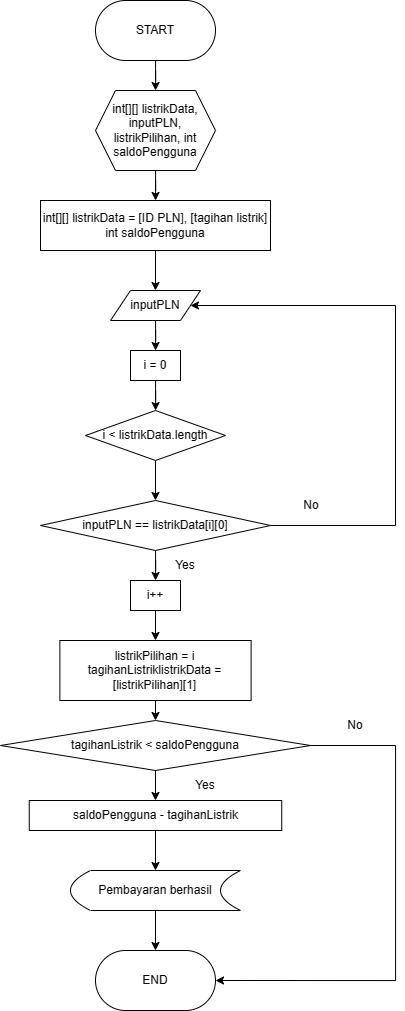 START
int[][] listrikData,
inputPLN,
listrikPilihan, int
saldoPengguna
int[][] listrikData = [ID PLN], [tagihan listrik]
int saldoPengguna
inputPLN
i = 0
i < listrikData.length
inputPLN == listrikData[i][0]
No
Yes
i++
listrikPilihan = i
tagihanListriklistrikData =
[listrikPilihan][1]
tagihanListrik < saldoPengguna
No
Yes
saldoPengguna - tagihanListrik
Pembayaran berhasil
END